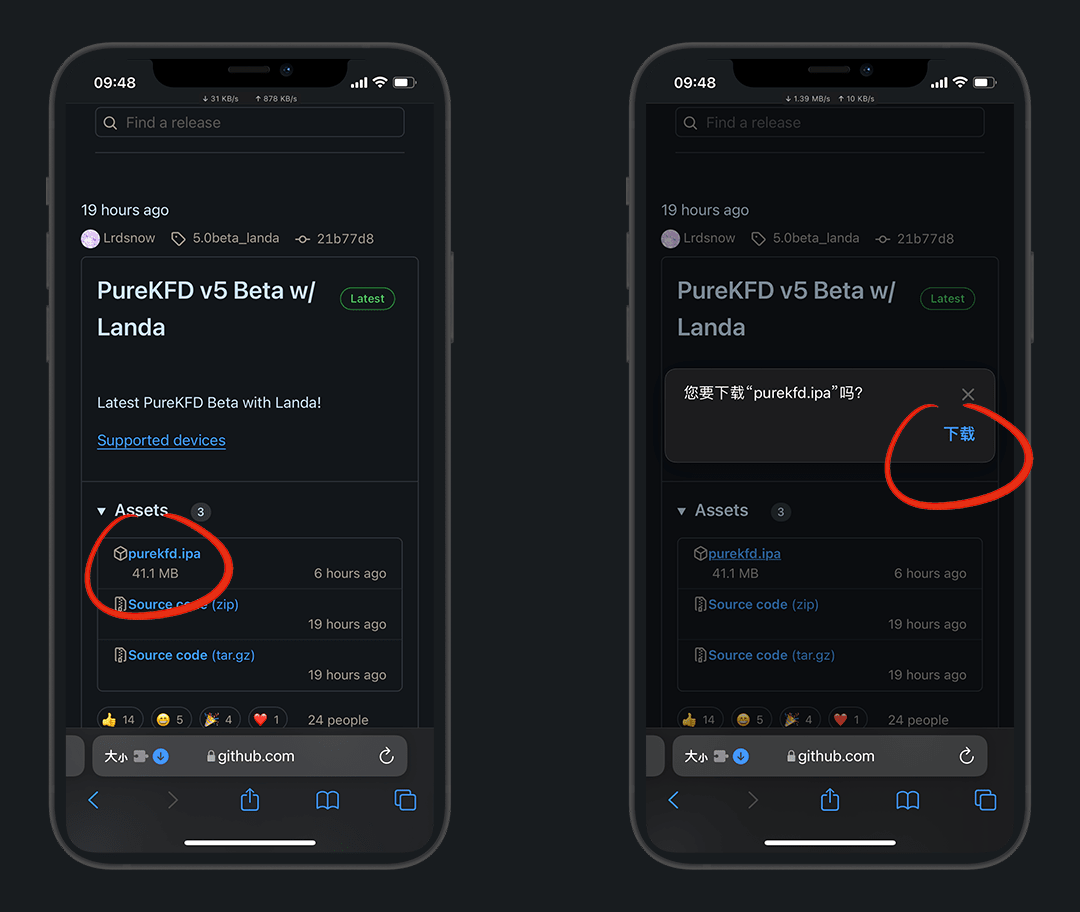 09:48
↓ 31 KB/s ↑ 878 KB/s
Find a release
19 hours ago
Lrdsnow 5.0beta_landa 21b77d8
PureKFD v5 Beta w/
Landa
Latest
Latest PureKFD Beta with Landa!
Supported devices
Assets 3
purekfd.ipa
41.1 MB 6 hours ago
Source code (zip)
19 hours ago
Source code (tar.gz)
19 hours ago
14 5 4 1 24 people
大小 github.com
09:48
↓ 1.39 MB/s ↑ 10 KB/s
Find a release
19 hours ago
Lrdsnow 5.0beta_landa 21b77d8
PureKFD v5 Beta w/
Landa
Latest
您要下载“purekfd.ipa”吗?
下载
Assets 3
purekfd.ipa
41.1 MB 6 hours ago
Source code (zip)
19 hours ago
Source code (tar.gz)
19 hours ago
14 5 4 1 24 people
大小 github.com